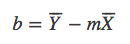 b = Y̅ − mX̅